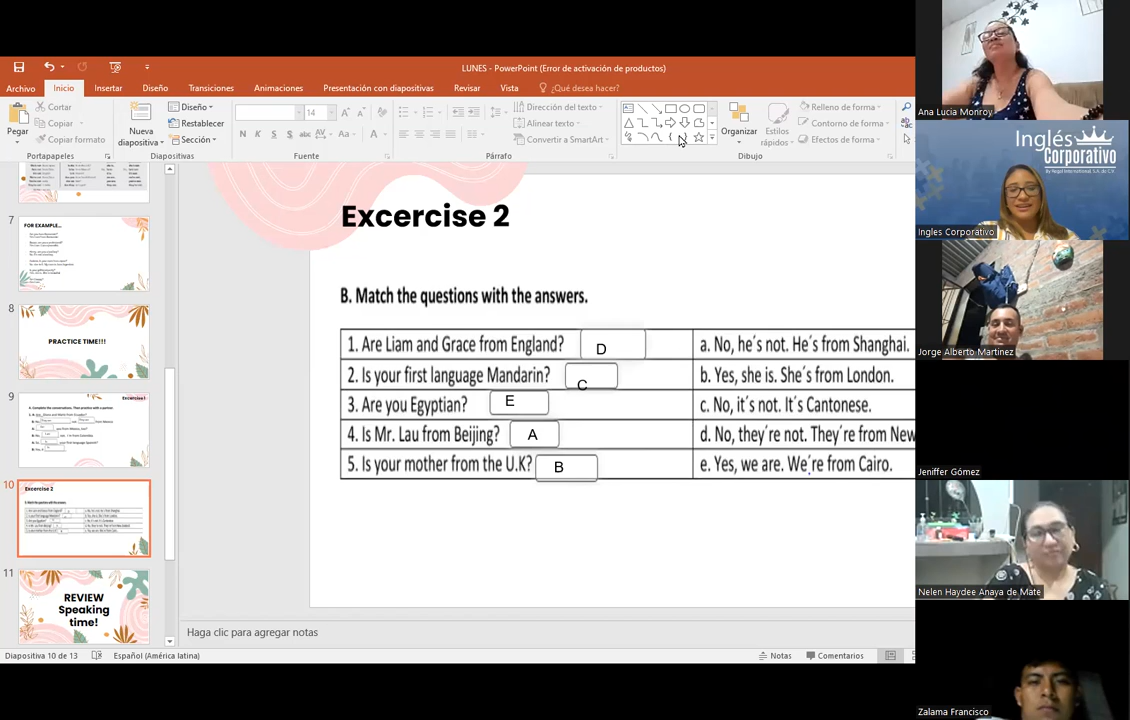 LUNES - PowerPoint (Error de activación de productos)
Archivo Inicio Insertar Diseño Transiciones Animaciones Presentación con diapositivas Revisar Vista ¿Qué desea hacer?
Pegar
Cortar
Copiar
Copiar formato
Portapapeles
Nueva diapositiva
Diseño
Restablecer
Sección
Diapositivas
14
N K S S abc AV Aa A
Fuente
Dirección del texto
Alinear texto
Convertir a SmartArt
Párrafo
Organizar
Estilos rápidos
Relleno de forma
Contorno de forma
Efectos de forma
Dibujo
7
FOR EXAMPLE...
8
PRACTICE TIME!!!
9
10
Excercise 2
11
REVIEW
Speaking
time!
Excercise 2
B. Match the questions with the answers.
1. Are Liam and Grace from England? D a. No, he´s not. He´s from Shanghai.
2. Is your first language Mandarin? C b. Yes, she is. She´s from London.
3. Are you Egyptian? E c. No, it´s not. It´s Cantonese.
4. Is Mr. Lau from Beijing? A d. No, they´re not. They´re from New
5. Is your mother from the U.K? B e. Yes, we are. We´re from Cairo.
Haga clic para agregar notas
Diapositiva 10 de 13 Español (América latina) Notas Comentarios
Ana Lucia Monroy
Inglés
Corporativo
By Regal International, S.A. de C.V.
Ingles Corporativo
Jorge Alberto Martinez
Jeniffer Gómez
Nelen Haydee Anaya de Mate
Zalama Francisco